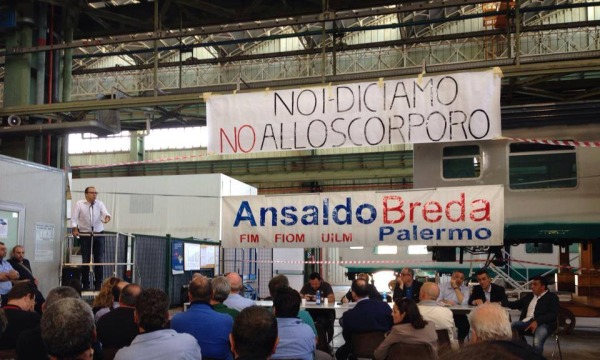 NOI-DICIAMO
NO ALLO SCORPORO
AnsaldoBreda
FIM FIOM UILM Palermo